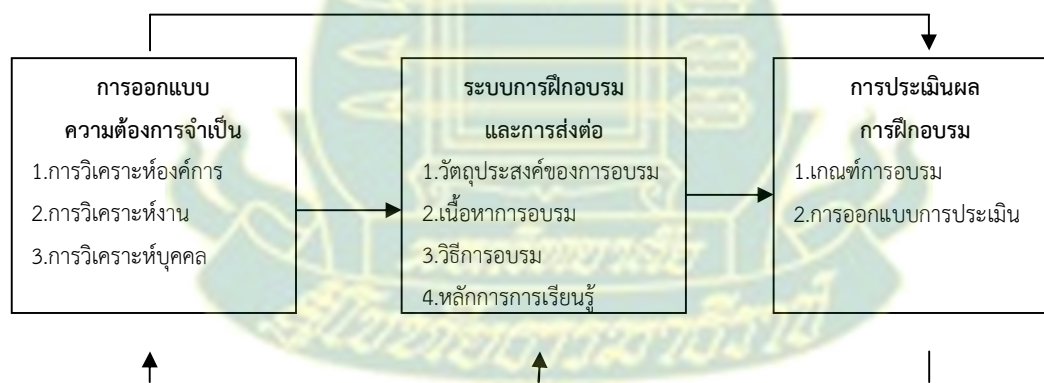 การออกแบบ
ความต้องการจำเป็น
1.การวิเคราะห์องค์การ
2.การวิเคราะห์งาน
3.การวิเคราะห์บุคคล
ระบบการฝึกอบรม
และการส่งต่อ
1.วัตถุประสงค์ของการอบรม
2.เนื้อหาการอบรม
3.วิธีการอบรม
4.หลักการการเรียนรู้
การประเมินผล
การฝึกอบรม
1.เกณฑ์การอบรม
2.การออกแบบการประเมิน